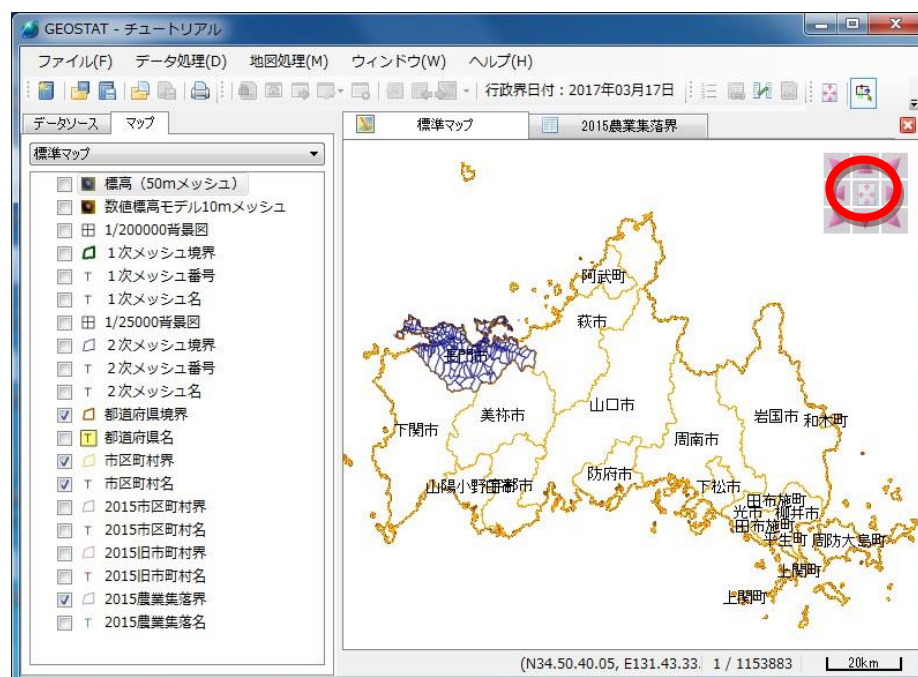 GEOSTAT - チュートリアル
ファイル(F) データ処理(D) 地図処理(M) ウィンドウ(W) ヘルプ(H)
行政界日付：2017年03月17日
データソース マップ
標準マップ 2015農業集落界
標準マップ
標高（50mメッシュ）
数値標高モデル10mメッシュ
1/200000背景図
1次メッシュ境界
T 1次メッシュ番号
T 1次メッシュ名
1/25000背景図
2次メッシュ境界
T 2次メッシュ番号
T 2次メッシュ名
都道府県境界
T 都道府県名
市区町村界
T 市区町村名
2015市区町村界
T 2015市区町村名
2015旧市町村界
T 2015旧市町村名
2015農業集落界
T 2015農業集落名
阿武町
萩市
長門市
山口市
美祢市
岩国市 和木町
下関市
周南市
防府市
山陽小野田市 宇部市
下松市
田布施町
光市 柳井市
田布施町
平生町 周防大島町
上関町
上関町
(N34.50.40.05, E131.43.33. 1 / 1153883 20km